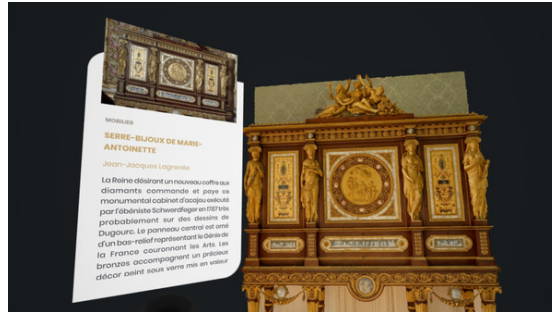 MOBILIER
SERRE-BIJOUX DE MARIE-
ANTOINETTE
Jean-Jacques Lagrenée
La Reine désirant un nouveau coffre aux
diamants commande et paye ce
monumental cabinet d'acajou exécuté
par l'ébéniste Schwerdfeger en 1787 très
probablement sur des dessins de
Dugourc. Le panneau central est orné
d'un bas-relief représentant le Génie de
la France couronnant les Arts. Les
bronzes accompagnent un précieux
décor peint sous verre mis en valeur